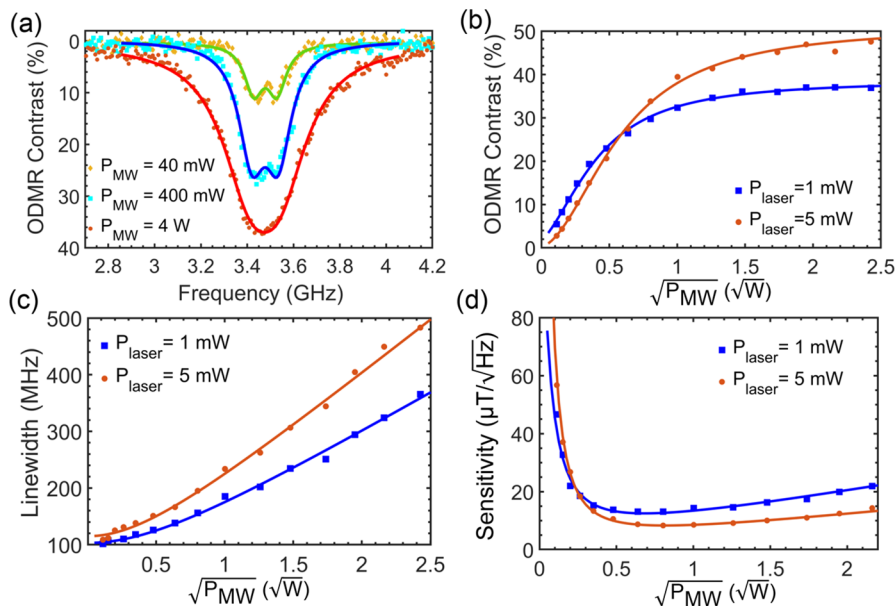 (a)
0
10
20
30
40
ODMR Contrast (%)
P_MW = 40 mW
P_MW = 400 mW
P_MW = 4 W
2.8 3 3.2 3.4 3.6 3.8 4 4.2
Frequency (GHz)
(b)
50
40
30
20
10
0
ODMR Contrast (%)
P_laser=1 mW
P_laser=5 mW
0 0.5 1 1.5 2 2.5
√P_MW (√W)
(c)
500
400
300
200
100
Linewidth (MHz)
P_laser= 1 mW
P_laser= 5 mW
0 0.5 1 1.5 2 2.5
√P_MW (√W)
(d)
80
60
40
20
0
Sensitivity (µT/√Hz)
P_laser= 1 mW
P_laser= 5 mW
0 0.5 1 1.5 2
√P_MW (√W)